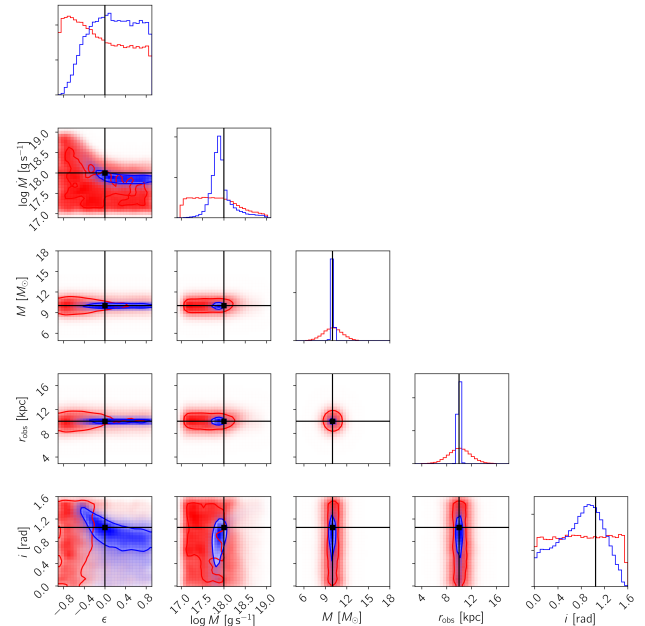 19.0
18.5
18.0
17.5
17.0
log Ṁ [g s⁻¹]
18
15
12
9
6
M [M⊙]
16
12
8
4
r_obs [kpc]
1.6
1.2
0.8
0.4
0.0
i [rad]
−0.8 −0.4 0.0 0.4 0.8
ϵ
17.0 17.5 18.0 18.5 19.0
log Ṁ [g s⁻¹]
6 9 12 15 18
M [M⊙]
4 8 12 16
r_obs [kpc]
0.0 0.4 0.8 1.2 1.6
i [rad]